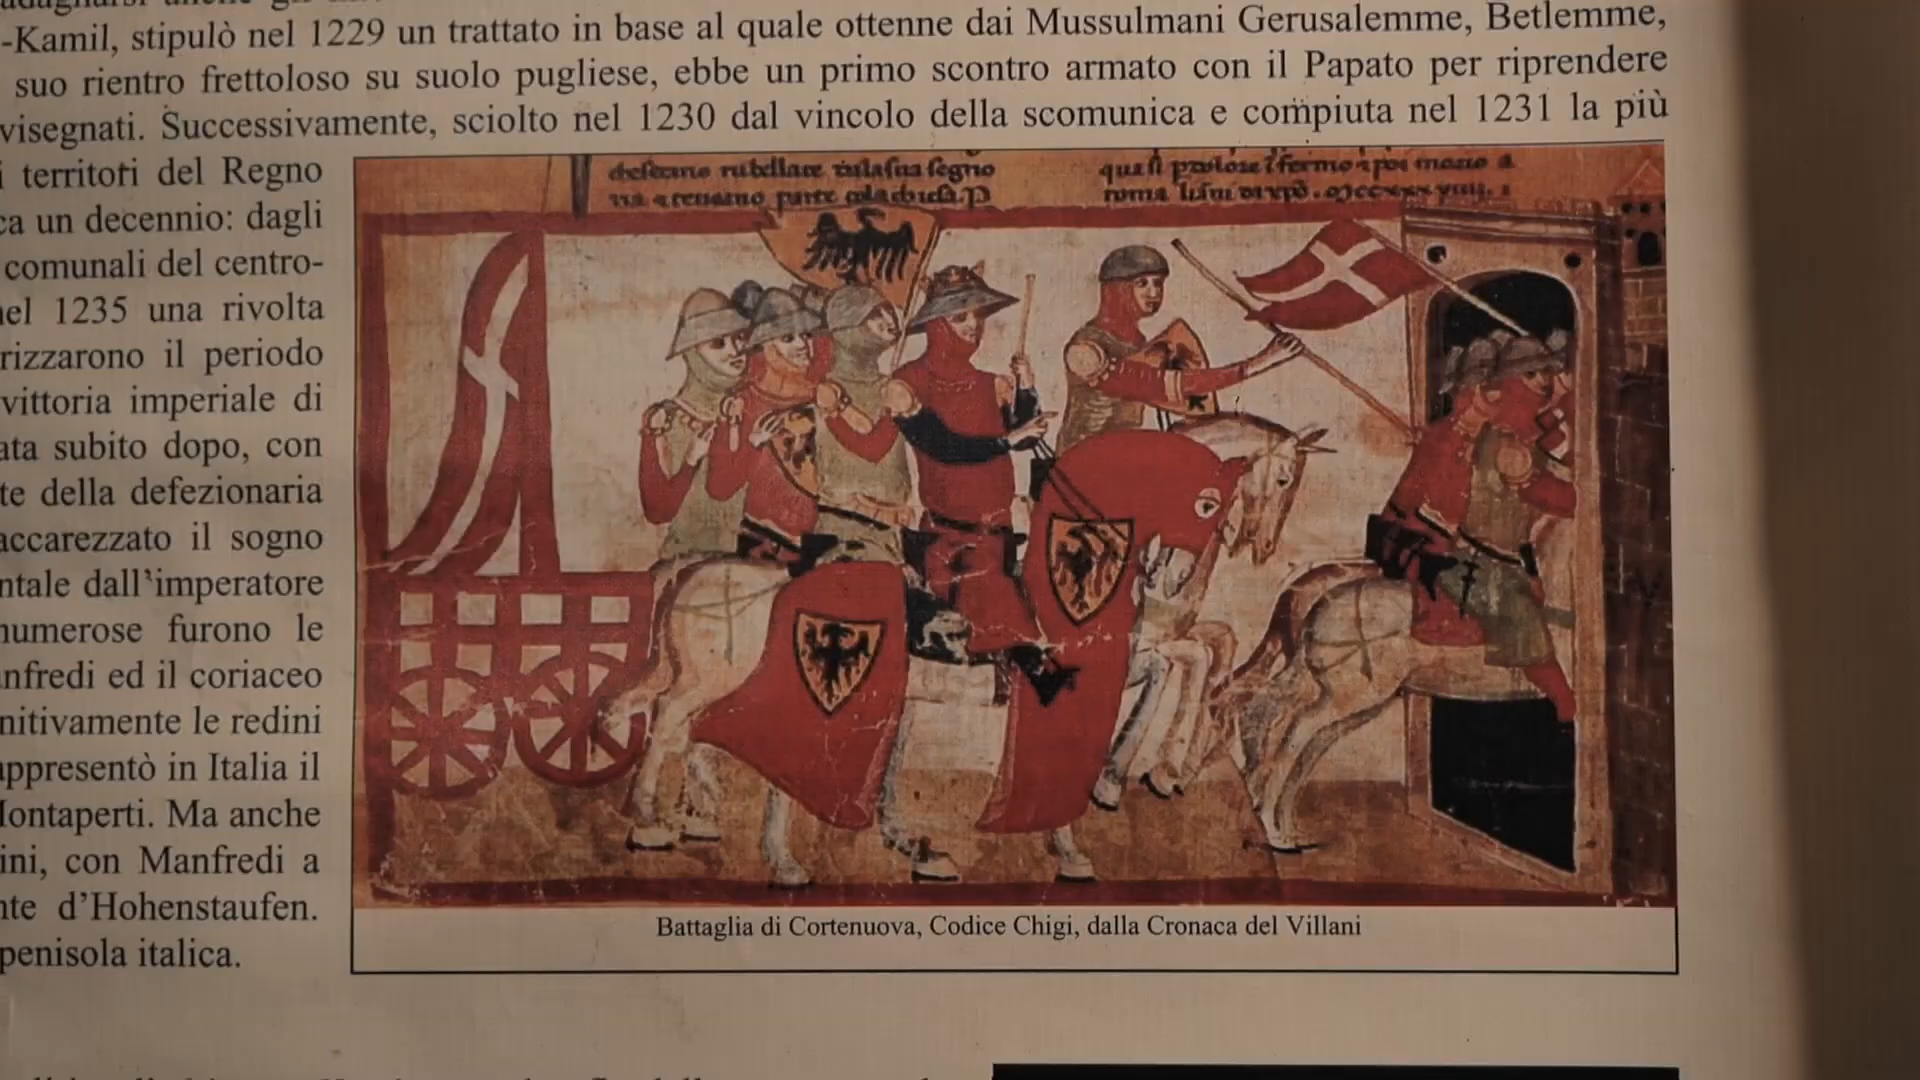 -Kamil, stipulò nel 1229 un trattato in base al quale ottenne dai Mussulmani Gerusalemme, Betlemme,
suo rientro frettoloso su suolo pugliese, ebbe un primo scontro armato con il Papato per riprendere
visegnati. Successivamente, sciolto nel 1230 dal vincolo della scomunica e compiuta nel 1231 la più
i territori del Regno
ca un decennio: dagli
comunali del centro-
nel 1235 una rivolta
rizzarono il periodo
vittoria imperiale di
ata subito dopo, con
te della defezionaria
accarezzato il sogno
ntale dall'imperatore
numerose furono le
nfredi ed il coriaceo
nitivamente le redini
appresentò in Italia il
Montaperti. Ma anche
ini, con Manfredi a
nte d'Hohenstaufen.
penisola italica.
Battaglia di Cortenuova, Codice Chigi, dalla Cronaca del Villani